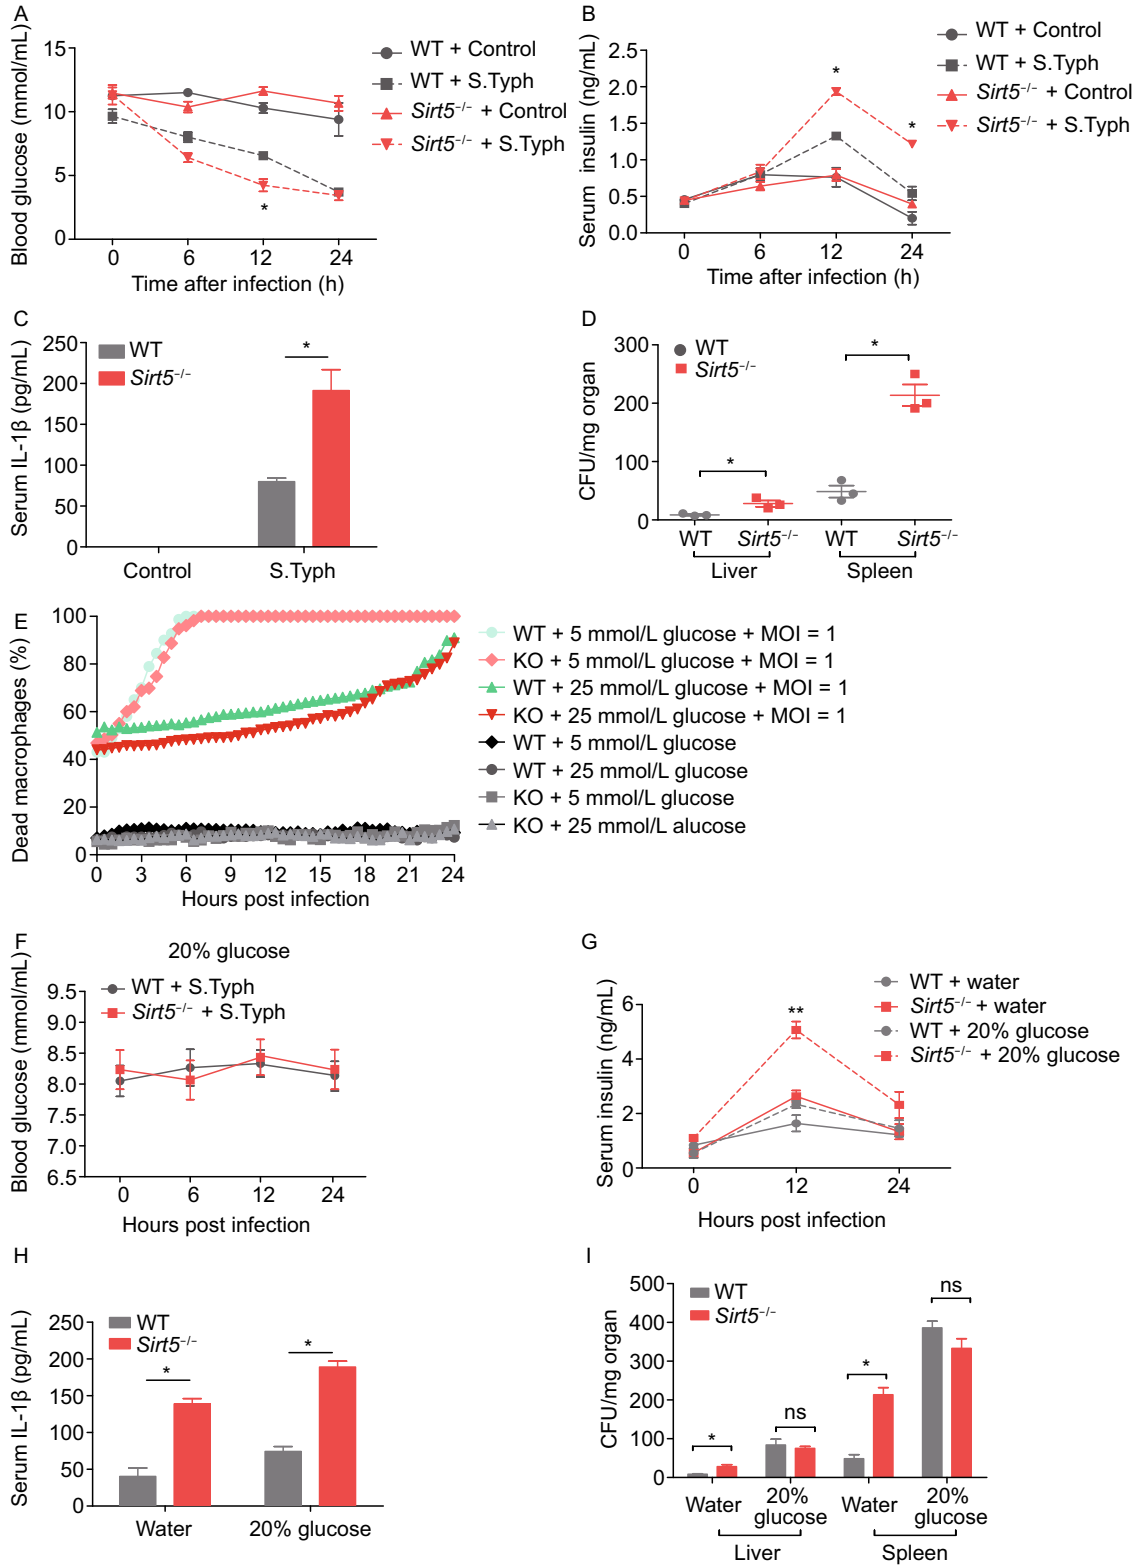 A
Blood glucose (mmol/mL)
15
10
5
0
0 6 12 24
Time after infection (h)
*
WT + Control
WT + S.Typh
Sirt5−/− + Control
Sirt5−/− + S.Typh
B
Serum insulin (ng/mL)
2.5
2.0
1.5
1.0
0.5
0.0
0 6 12 24
Time after infection (h)
*
*
WT + Control
WT + S.Typh
Sirt5−/− + Control
Sirt5−/− + S.Typh
C
Serum IL-1β (pg/mL)
250
200
150
100
50
0
WT
Sirt5−/−
*
Control S.Typh
D
CFU/mg organ
300
200
100
0
WT
Sirt5−/−
*
*
WT Sirt5−/− WT Sirt5−/−
Liver Spleen
E
Dead macrophages (%)
100
80
60
40
20
0
0 3 6 9 12 15 18 21 24
Hours post infection
WT + 5 mmol/L glucose + MOI = 1
KO + 5 mmol/L glucose + MOI = 1
WT + 25 mmol/L glucose + MOI = 1
KO + 25 mmol/L glucose + MOI = 1
WT + 5 mmol/L glucose
WT + 25 mmol/L glucose
KO + 5 mmol/L glucose
KO + 25 mmol/L alucose
F
20% glucose
Blood glucose (mmol/mL)
9.5
9.0
8.5
8.0
7.5
7.0
6.5
WT + S.Typh
Sirt5−/− + S.Typh
0 6 12 24
Hours post infection
G
Serum insulin (ng/mL)
6
4
2
0
**
0 12 24
Hours post infection
WT + water
Sirt5−/− + water
WT + 20% glucose
Sirt5−/− + 20% glucose
H
Serum IL-1β (pg/mL)
250
200
150
100
50
0
WT
Sirt5−/−
*
*
Water 20% glucose
I
CFU/mg organ
500
400
300
200
100
0
WT
Sirt5−/−
*
ns
*
ns
Water 20% glucose Water 20% glucose
Liver Spleen